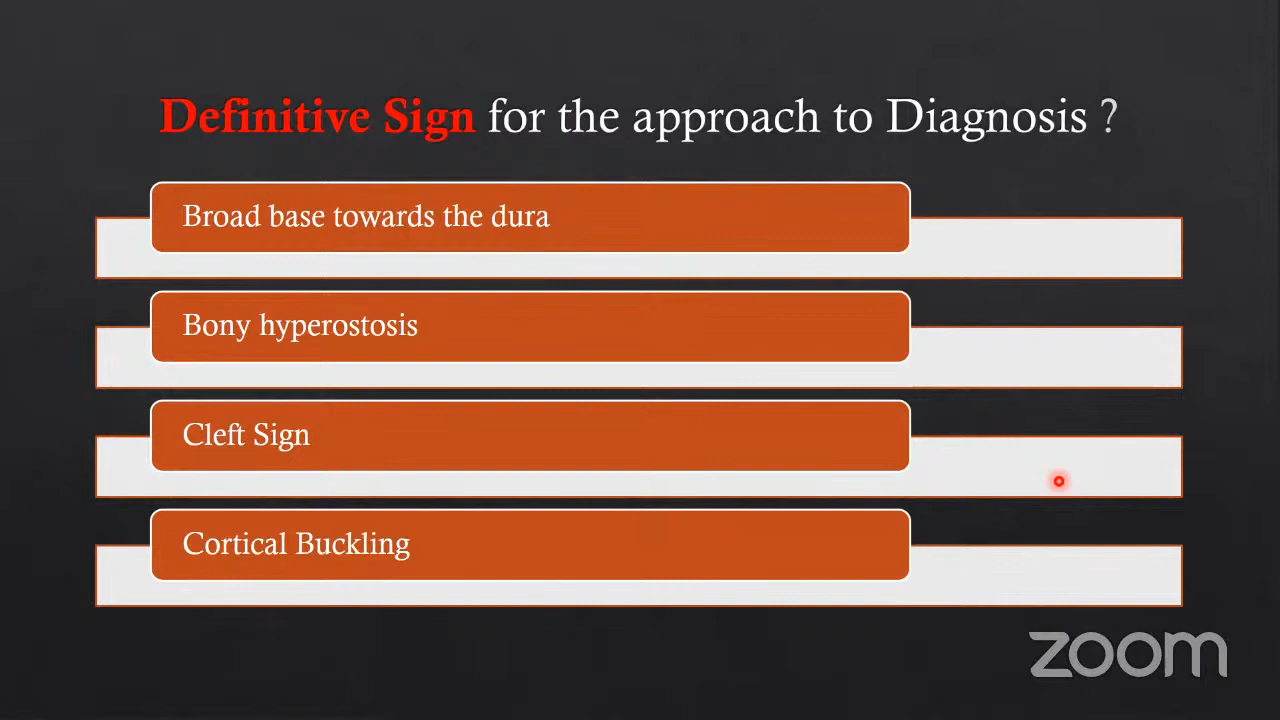 Definitive Sign for the approach to Diagnosis ?
Broad base towards the dura
Bony hyperostosis
Cleft Sign
Cortical Buckling
zoom